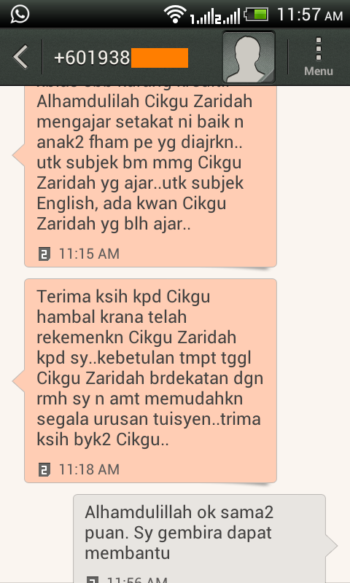 11:57 AM
+601938
Menu
Alhamdulilah Cikgu Zaridah
mengajar setakat ni baik n
anak2 fham pe yg diajrkn..
utk subjek bm mmg Cikgu
Zaridah yg ajar..utk subjek
English, ada kwan Cikgu
Zaridah yg blh ajar..
2 11:15 AM
Terima ksih kpd Cikgu
hambal krana telah
rekemenkn Cikgu Zaridah
kpd sy..kebetulan tmpt tggl
Cikgu Zaridah brdekatan dgn
rmh sy n amt memudahkn
segala urusan tuisyen..trima
ksih byk2 Cikgu..
2 11:18 AM
Alhamdulillah ok sama2
puan. Sy gembira dapat
membantu
2 11:56 AM